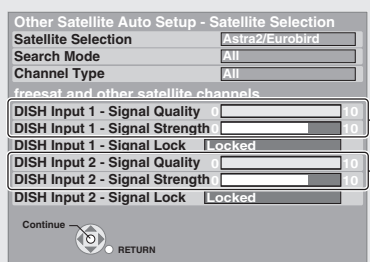 Other Satellite Auto Setup - Satellite Selection
Satellite Selection Astra2/Eurobird
Search Mode All
Channel Type All
freesat and other satellite channels
DISH Input 1 - Signal Quality 0 10
DISH Input 1 - Signal Strength 0 10
DISH Input 1 - Signal Lock Locked
DISH Input 2 - Signal Quality 0 10
DISH Input 2 - Signal Strength 0 10
DISH Input 2 - Signal Lock Locked
Continue
RETURN